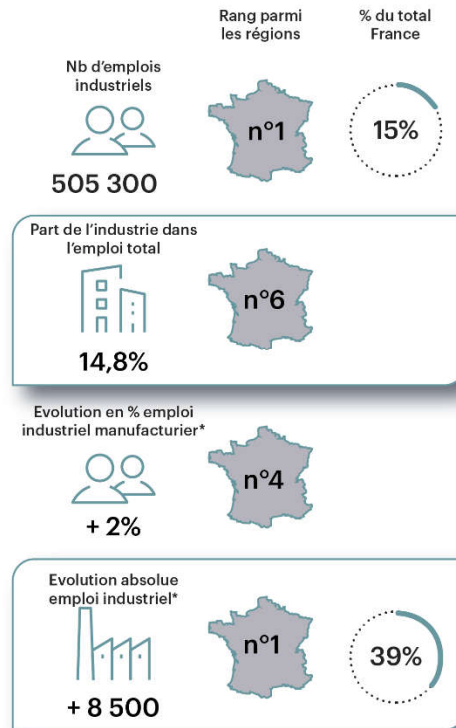 Rang parmi
les régions
% du total
France
Nb d'emplois
industriels
505 300
n°1
15%
Part de l'industrie dans
l'emploi total
14,8%
n°6
Evolution en % emploi
industriel manufacturier*
+ 2%
n°4
Evolution absolue
emploi industriel*
+ 8 500
n°1
39%